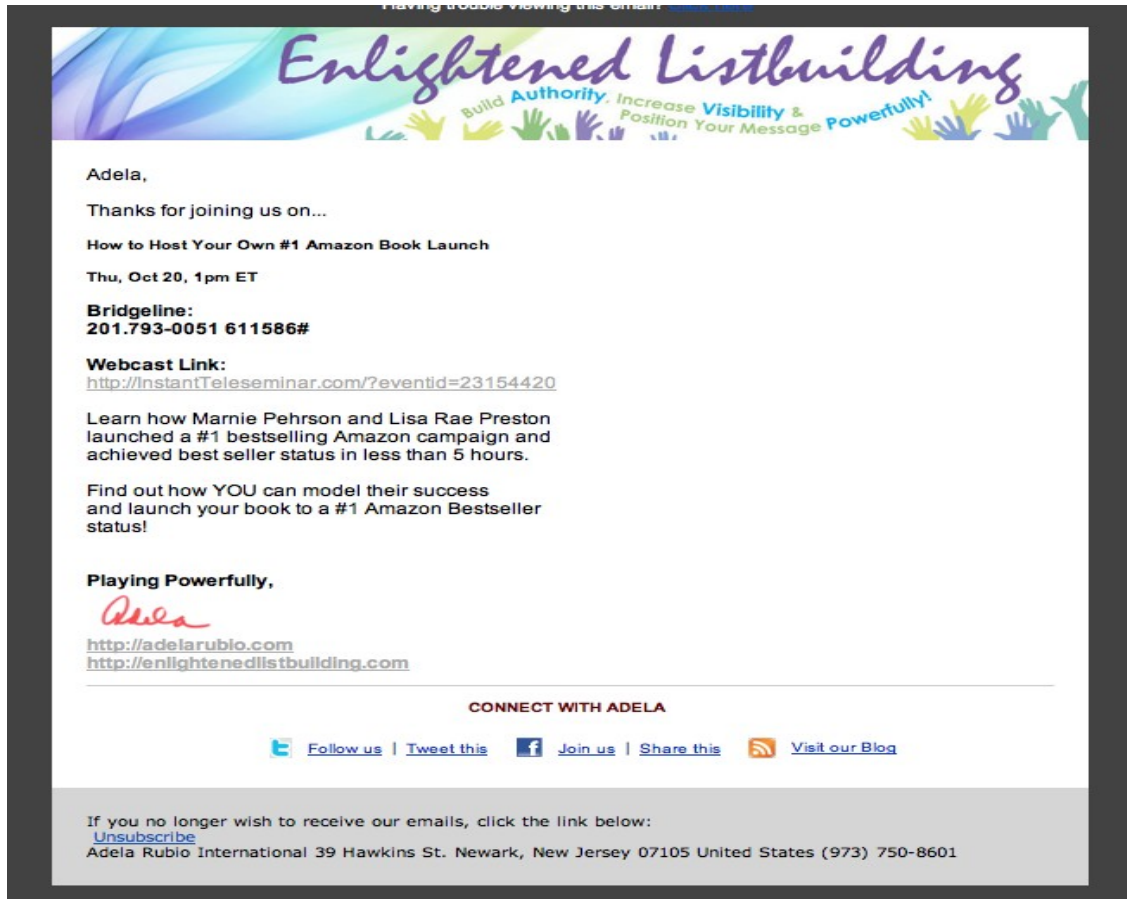 Having trouble viewing this email?
Enlightened Listbuilding
Build Authority, Increase Visibility &
Position Your Message Powerfully!
Adela,
Thanks for joining us on...
How to Host Your Own #1 Amazon Book Launch
Thu, Oct 20, 1pm ET
Bridgeline:
201.793-0051 611586#
Webcast Link:
http://InstantTeleseminar.com/?eventid=23154420
Learn how Marnie Pehrson and Lisa Rae Preston
launched a #1 bestselling Amazon campaign and
achieved best seller status in less than 5 hours.
Find out how YOU can model their success
and launch your book to a #1 Amazon Bestseller
status!
Playing Powerfully,
Adela
http://adelarubio.com
http://enlightenedlistbuilding.com
CONNECT WITH ADELA
Follow us | Tweet this Join us | Share this Visit our Blog
If you no longer wish to receive our emails, click the link below:
Unsubscribe
Adela Rubio International 39 Hawkins St. Newark, New Jersey 07105 United States (973) 750-8601